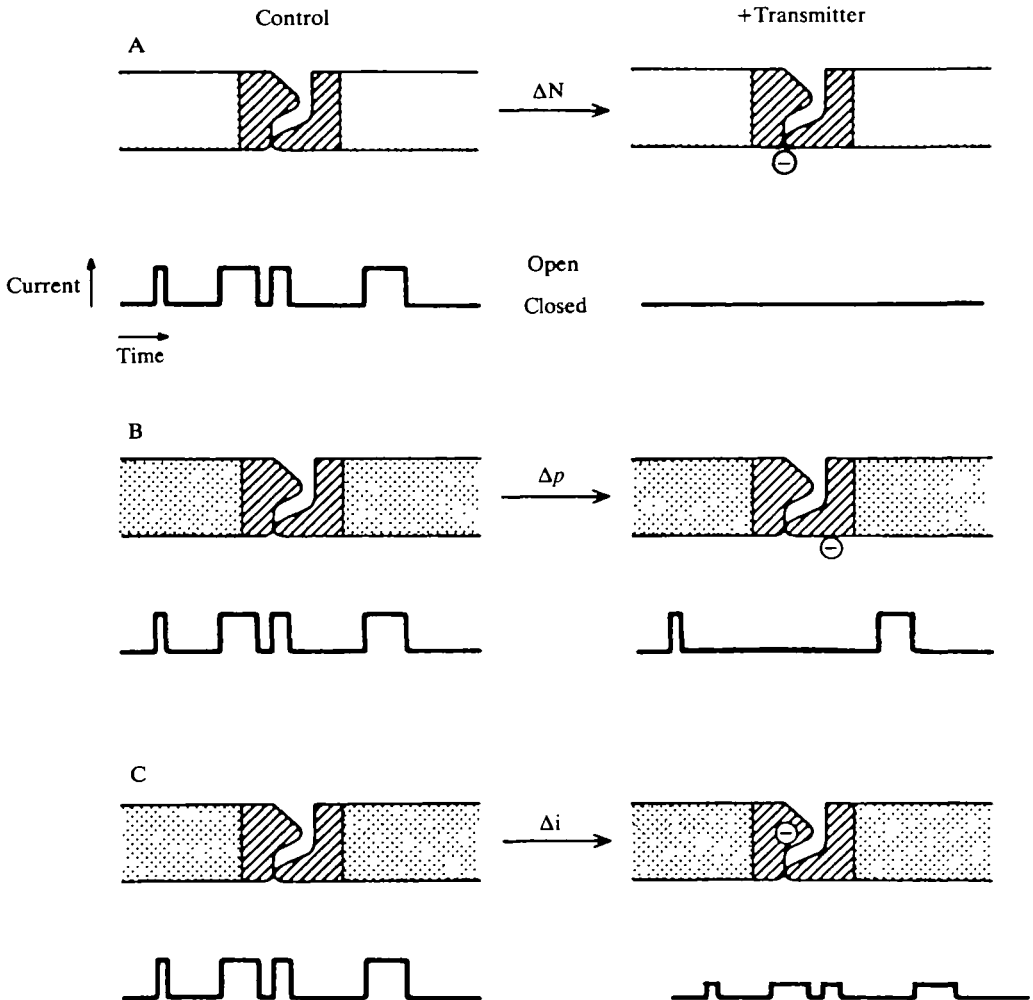 Control +Transmitter
A
ΔN
−
Current Open
Closed
Time
B
Δp
−
C
Δi
−